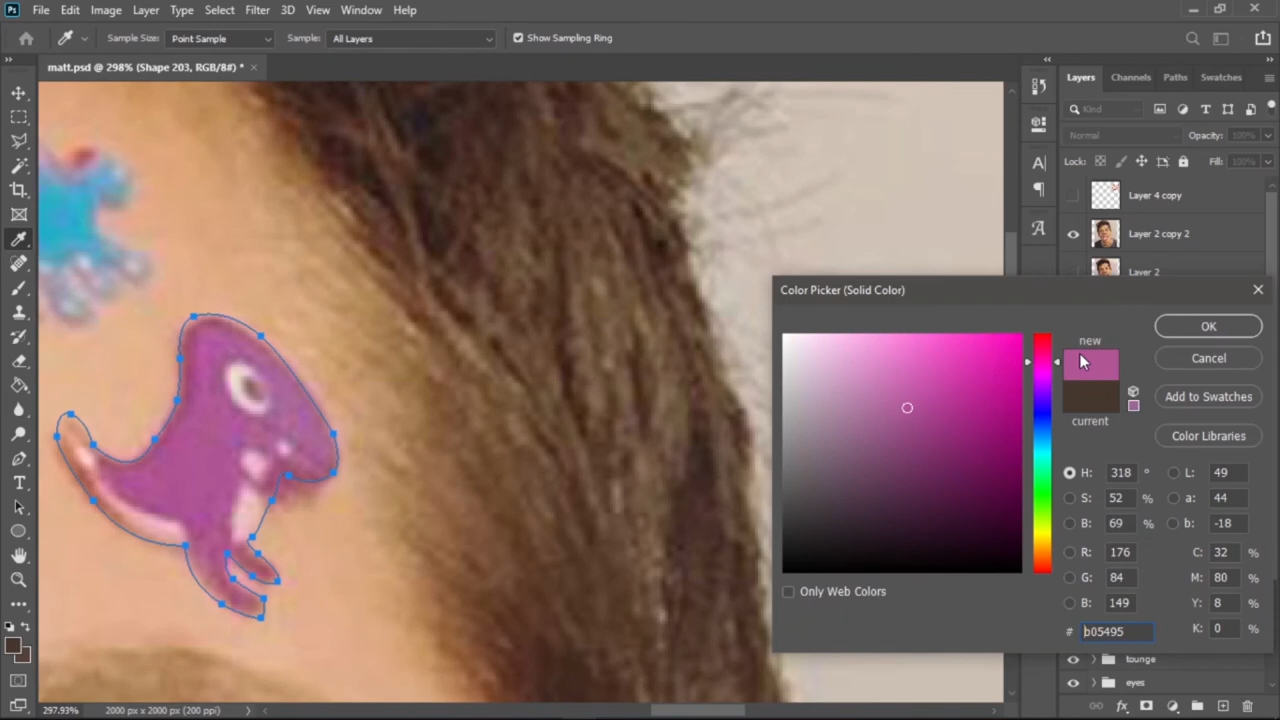 Ps File Edit Image Layer Type Select Filter 3D View Window Help
Sample Size: Point Sample Sample: All Layers Show Sampling Ring
matt.psd @ 298% (Shape 203, RGB/8#) *
Layers Channels Paths Swatches
Kind
Normal Opacity: 100%
Lock: Fill: 100%
Layer 4 copy
Layer 2 copy 2
Layer 2
Color Picker (Solid Color)
new
current
OK
Cancel
Add to Swatches
Color Libraries
H: 318 ° L: 49
S: 52 % a: 44
B: 69 % b: -18
R: 176 C: 32 %
G: 84 M: 80 %
B: 149 Y: 8 %
# b05495 K: 0 %
Only Web Colors
tounge
eyes
297.93% 2000 px x 2000 px (200 ppi)